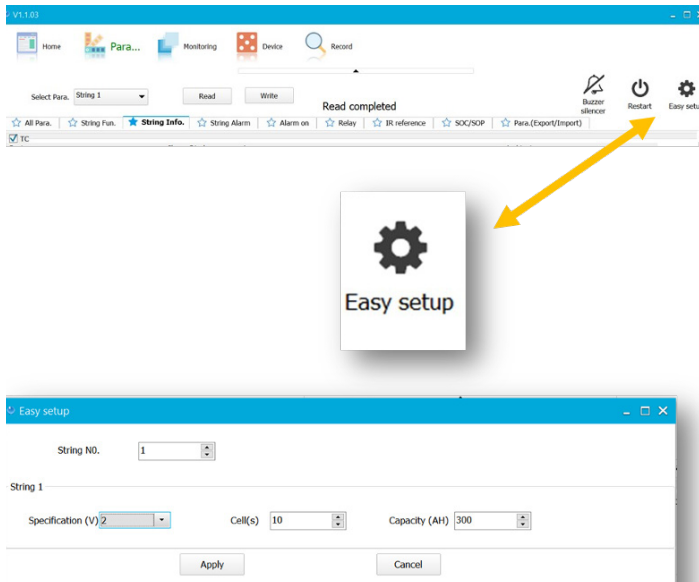 V1.1.03
Home Para... Monitoring Device Record
Select Para. String 1 Read Write Read completed Buzzer silencer Restart Easy setu
All Para. String Fun. String Info. String Alarm Alarm on Relay IR reference SOC/SOP Para.(Export/Import)
TC
Easy setup
Easy setup
String N0. 1
String 1
Specification (V) 2 Cell(s) 10 Capacity (AH) 300
Apply Cancel